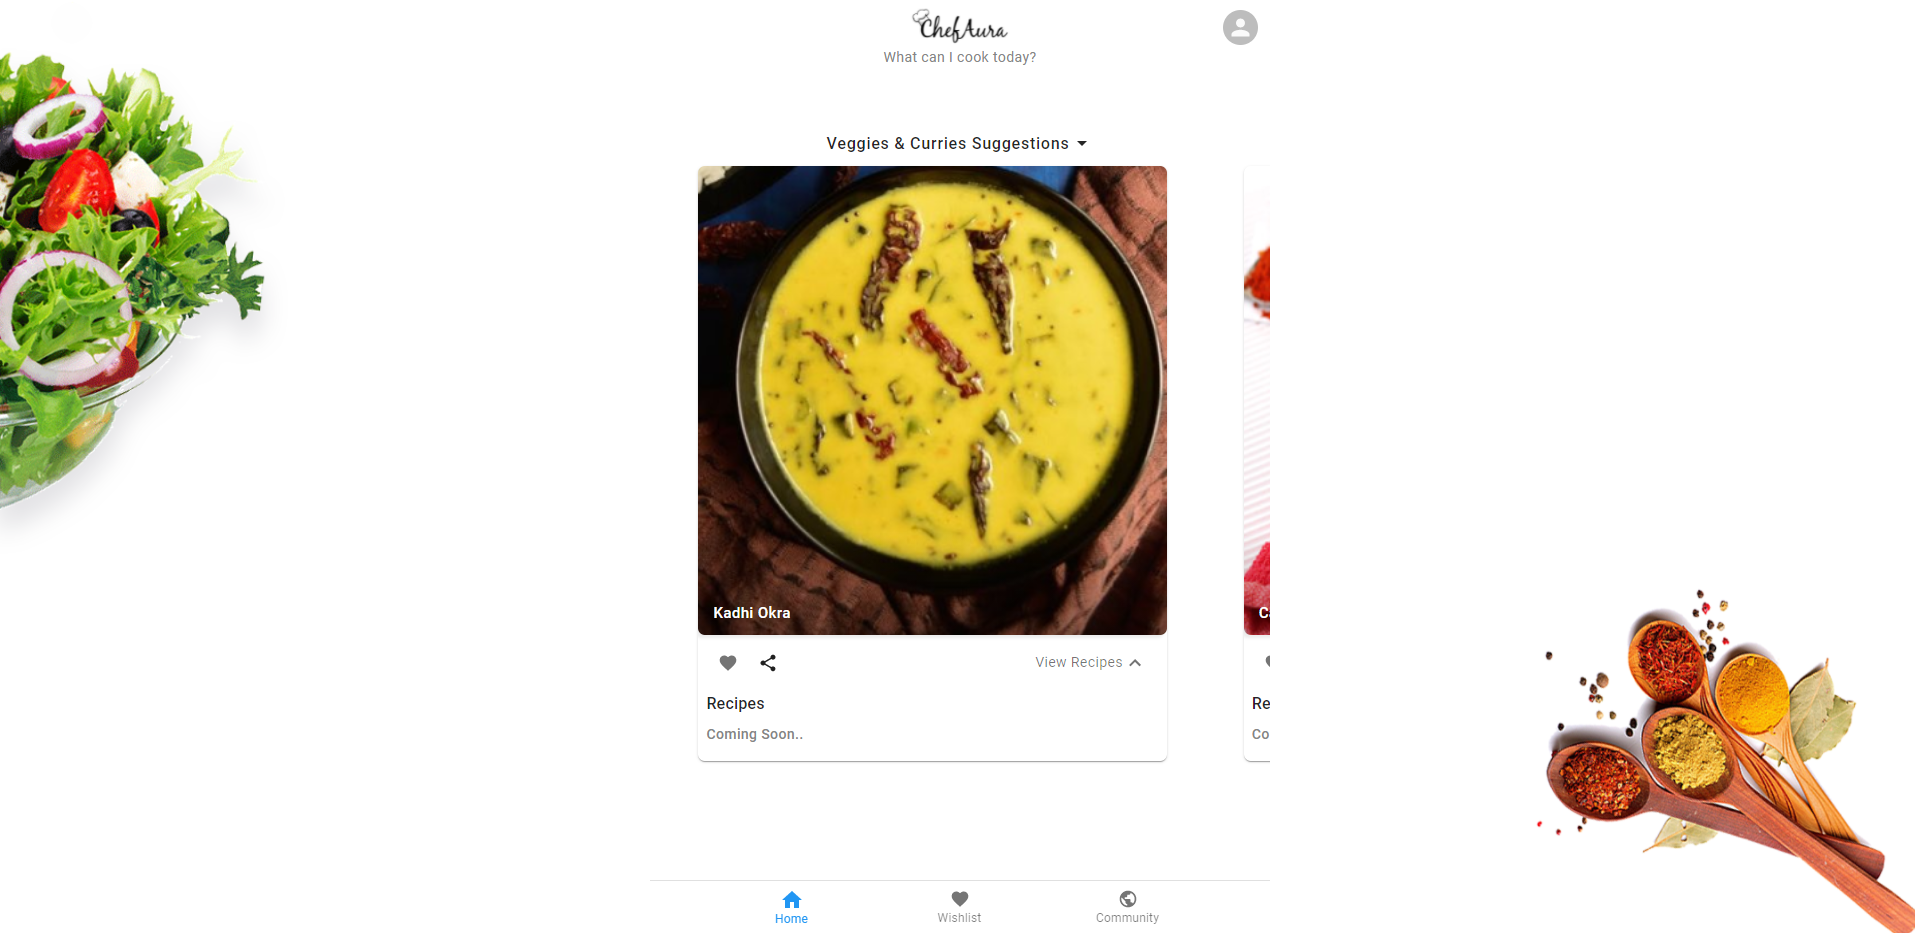 ChefAura
What can I cook today?
Veggies & Curries Suggestions
Kadhi Okra
View Recipes
Recipes
Re
Coming Soon..
Co
Home
Wishlist
Community